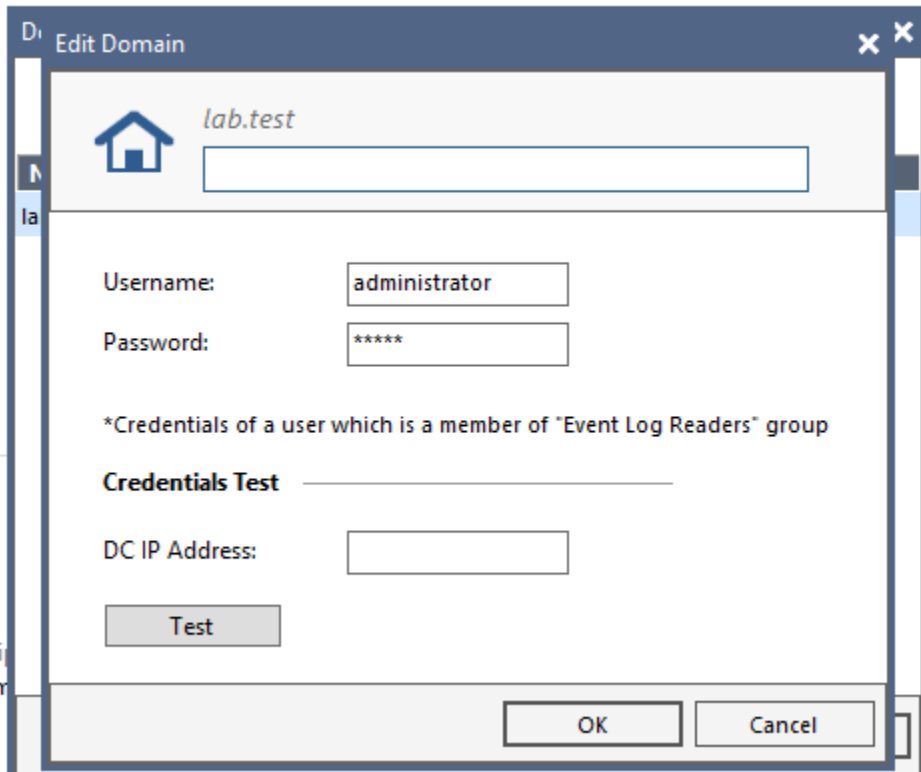 Edit Domain
lab.test
Username:
administrator
Password:
*****
*Credentials of a user which is a member of "Event Log Readers" group
Credentials Test
DC IP Address:
Test
OK
Cancel